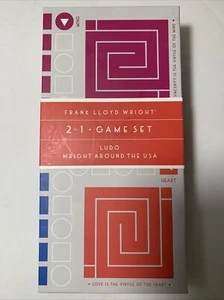 FRANK LLOYD WRIGHT®
2-1 · GAME SET
LUDO
WRIGHT AROUND THE USA
HEART
• LOVE IS THE VIRTUE OF THE HEART •